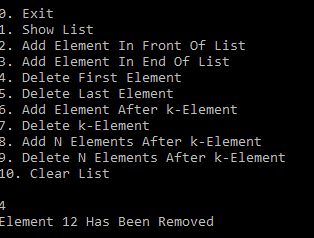 0. Exit
1. Show List
2. Add Element In Front Of List
3. Add Element In End Of List
4. Delete First Element
5. Delete Last Element
6. Add Element After k-Element
7. Delete k-Element
8. Add N Elements After k-Element
9. Delete N Elements After k-Element
10. Clear List
4
Element 12 Has Been Removed